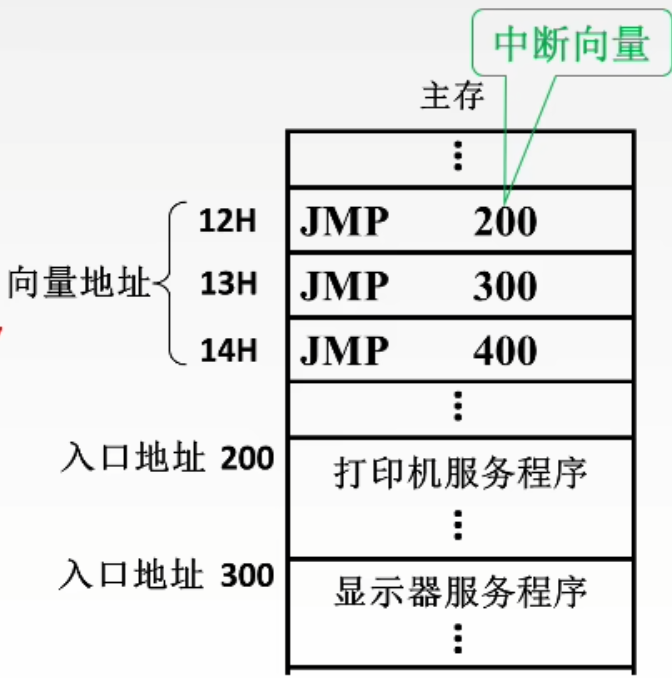 中断向量
主存
⋮
12H JMP 200
向量地址 13H JMP 300
14H JMP 400
⋮
入口地址 200 打印机服务程序
⋮
入口地址 300 显示器服务程序
⋮